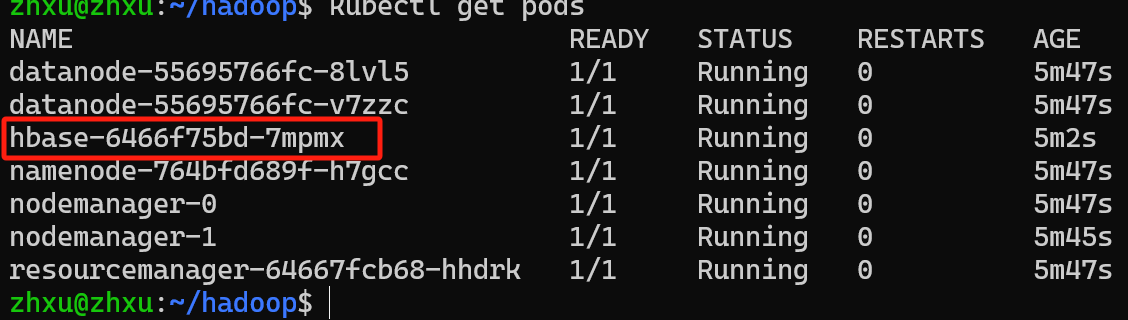 zhxu@zhxu:~/hadoop$ kubectl get pods
NAME READY STATUS RESTARTS AGE
datanode-55695766fc-8lvl5 1/1 Running 0 5m47s
datanode-55695766fc-v7zzc 1/1 Running 0 5m47s
hbase-6466f75bd-7mpmx 1/1 Running 0 5m2s
namenode-764bfd689f-h7gcc 1/1 Running 0 5m47s
nodemanager-0 1/1 Running 0 5m47s
nodemanager-1 1/1 Running 0 5m45s
resourcemanager-64667fcb68-hhdrk 1/1 Running 0 5m47s
zhxu@zhxu:~/hadoop$